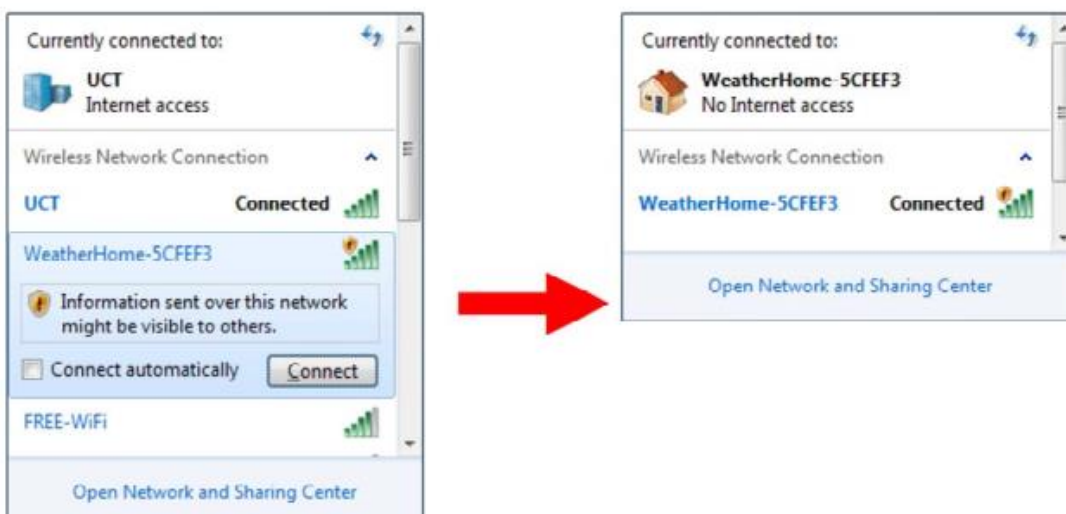 Currently connected to:
UCT
Internet access
Wireless Network Connection
UCT Connected
WeatherHome-5CFEF3
Information sent over this network
might be visible to others.
Connect automatically Connect
FREE-WiFi
Open Network and Sharing Center
Currently connected to:
WeatherHome-5CFEF3
No Internet access
Wireless Network Connection
WeatherHome-5CFEF3 Connected
Open Network and Sharing Center